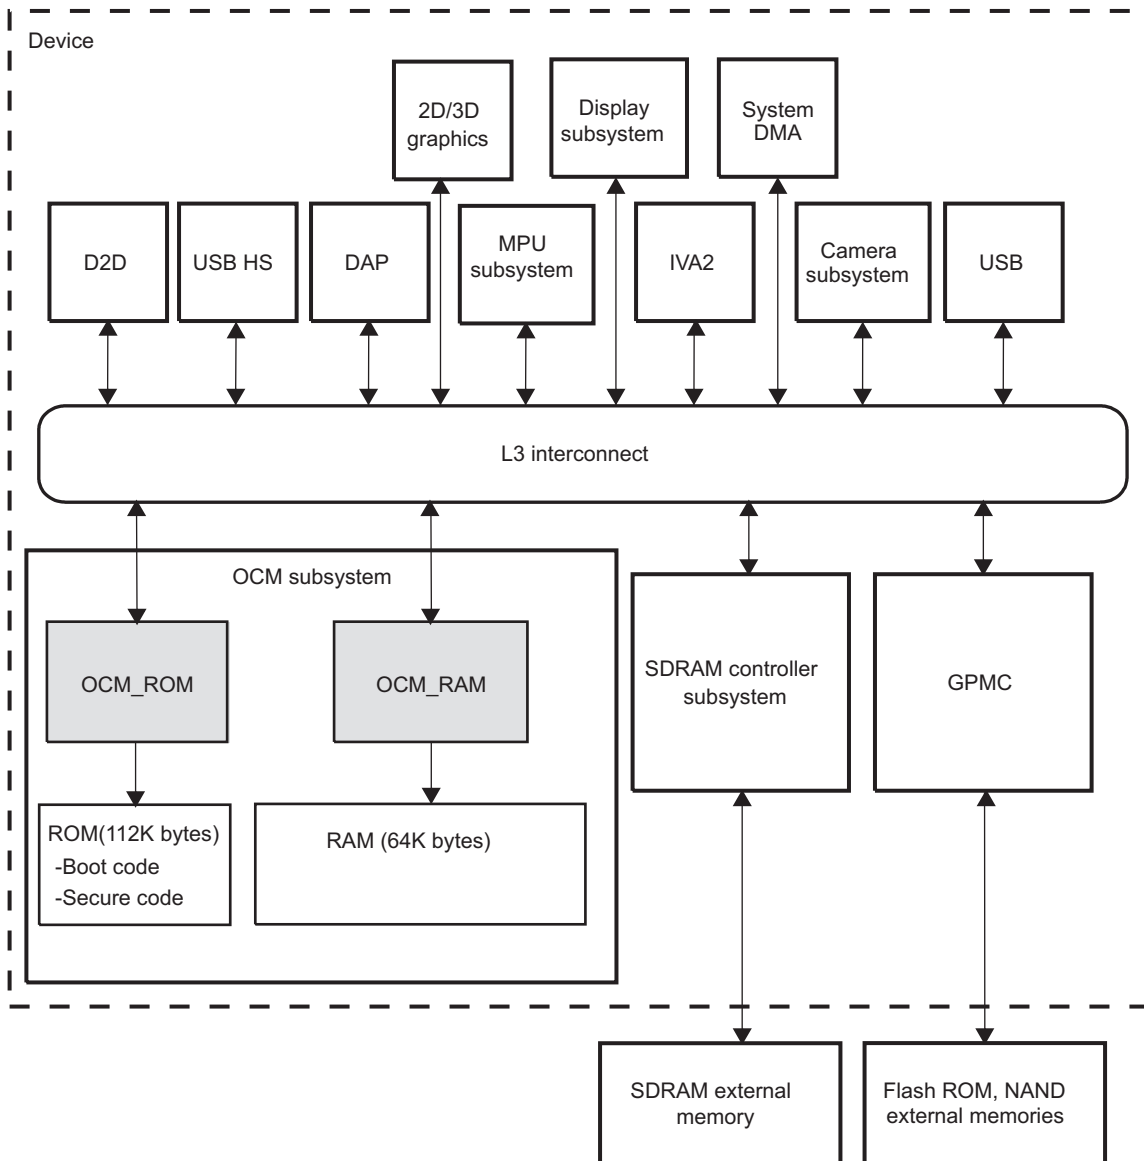 Device
2D/3D
graphics
Display
subsystem
System
DMA
D2D
USB HS
DAP
MPU
subsystem
IVA2
Camera
subsystem
USB
L3 interconnect
OCM subsystem
OCM_ROM
OCM_RAM
SDRAM controller
subsystem
GPMC
ROM(112K bytes)
-Boot code
-Secure code
RAM (64K bytes)
SDRAM external
memory
Flash ROM, NAND
external memories